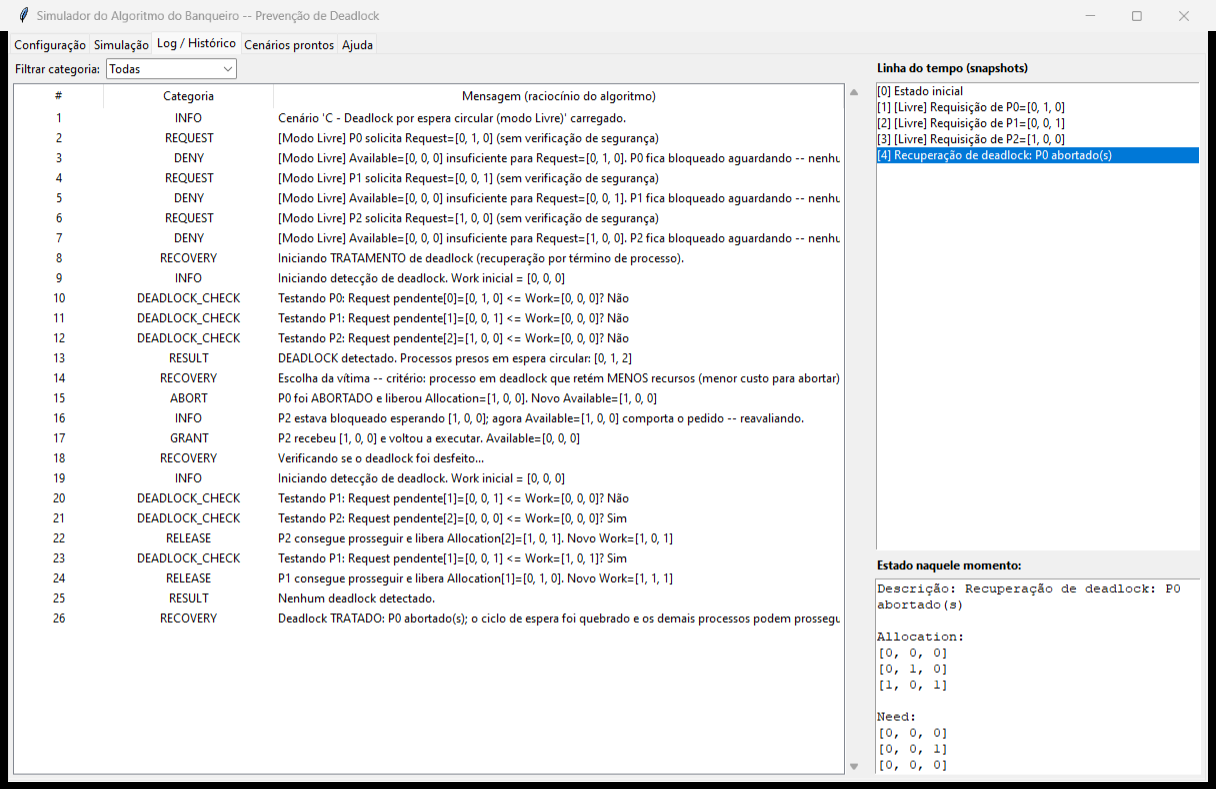 Simulador do Algoritmo do Banqueiro -- Prevenção de Deadlock
Configuração Simulação Log / Histórico Cenários prontos Ajuda
Filtrar categoria: Todas
# Categoria Mensagem (raciocínio do algoritmo)
1 INFO Cenário 'C - Deadlock por espera circular (modo Livre)' carregado.
2 REQUEST [Modo Livre] P0 solicita Request=[0, 1, 0] (sem verificação de segurança)
3 DENY [Modo Livre] Available=[0, 0, 0] insuficiente para Request=[0, 1, 0]. P0 fica bloqueado aguardando -- nenhu
4 REQUEST [Modo Livre] P1 solicita Request=[0, 0, 1] (sem verificação de segurança)
5 DENY [Modo Livre] Available=[0, 0, 0] insuficiente para Request=[0, 0, 1]. P1 fica bloqueado aguardando -- nenhu
6 REQUEST [Modo Livre] P2 solicita Request=[1, 0, 0] (sem verificação de segurança)
7 DENY [Modo Livre] Available=[0, 0, 0] insuficiente para Request=[1, 0, 0]. P2 fica bloqueado aguardando -- nenhu
8 RECOVERY Iniciando TRATAMENTO de deadlock (recuperação por término de processo).
9 INFO Iniciando detecção de deadlock. Work inicial = [0, 0, 0]
10 DEADLOCK_CHECK Testando P0: Request pendente[0]=[0, 1, 0] <= Work=[0, 0, 0]? Não
11 DEADLOCK_CHECK Testando P1: Request pendente[1]=[0, 0, 1] <= Work=[0, 0, 0]? Não
12 DEADLOCK_CHECK Testando P2: Request pendente[2]=[1, 0, 0] <= Work=[0, 0, 0]? Não
13 RESULT DEADLOCK detectado. Processos presos em espera circular: [0, 1, 2]
14 RECOVERY Escolha da vítima -- critério: processo em deadlock que retém MENOS recursos (menor custo para abortar)
15 ABORT P0 foi ABORTADO e liberou Allocation=[1, 0, 0]. Novo Available=[1, 0, 0]
16 INFO P2 estava bloqueado esperando [1, 0, 0]; agora Available=[1, 0, 0] comporta o pedido -- reavaliando.
17 GRANT P2 recebeu [1, 0, 0] e voltou a executar. Available=[0, 0, 0]
18 RECOVERY Verificando se o deadlock foi desfeito...
19 INFO Iniciando detecção de deadlock. Work inicial = [0, 0, 0]
20 DEADLOCK_CHECK Testando P1: Request pendente[1]=[0, 0, 1] <= Work=[0, 0, 0]? Não
21 DEADLOCK_CHECK Testando P2: Request pendente[2]=[0, 0, 0] <= Work=[0, 0, 0]? Sim
22 RELEASE P2 consegue prosseguir e libera Allocation[2]=[1, 0, 1]. Novo Work=[1, 0, 1]
23 DEADLOCK_CHECK Testando P1: Request pendente[1]=[0, 0, 1] <= Work=[1, 0, 1]? Sim
24 RELEASE P1 consegue prosseguir e libera Allocation[1]=[0, 1, 0]. Novo Work=[1, 1, 1]
25 RESULT Nenhum deadlock detectado.
26 RECOVERY Deadlock TRATADO: P0 abortado(s); o ciclo de espera foi quebrado e os demais processos podem prossegu
Linha do tempo (snapshots)
[0] Estado inicial
[1] [Livre] Requisição de P0=[0, 1, 0]
[2] [Livre] Requisição de P1=[0, 0, 1]
[3] [Livre] Requisição de P2=[1, 0, 0]
[4] Recuperação de deadlock: P0 abortado(s)
Estado naquele momento:
Descrição: Recuperação de deadlock: P0
abortado(s)
Allocation:
[0, 0, 0]
[0, 1, 0]
[1, 0, 1]
Need:
[0, 0, 0]
[0, 0, 1]
[0, 0, 0]